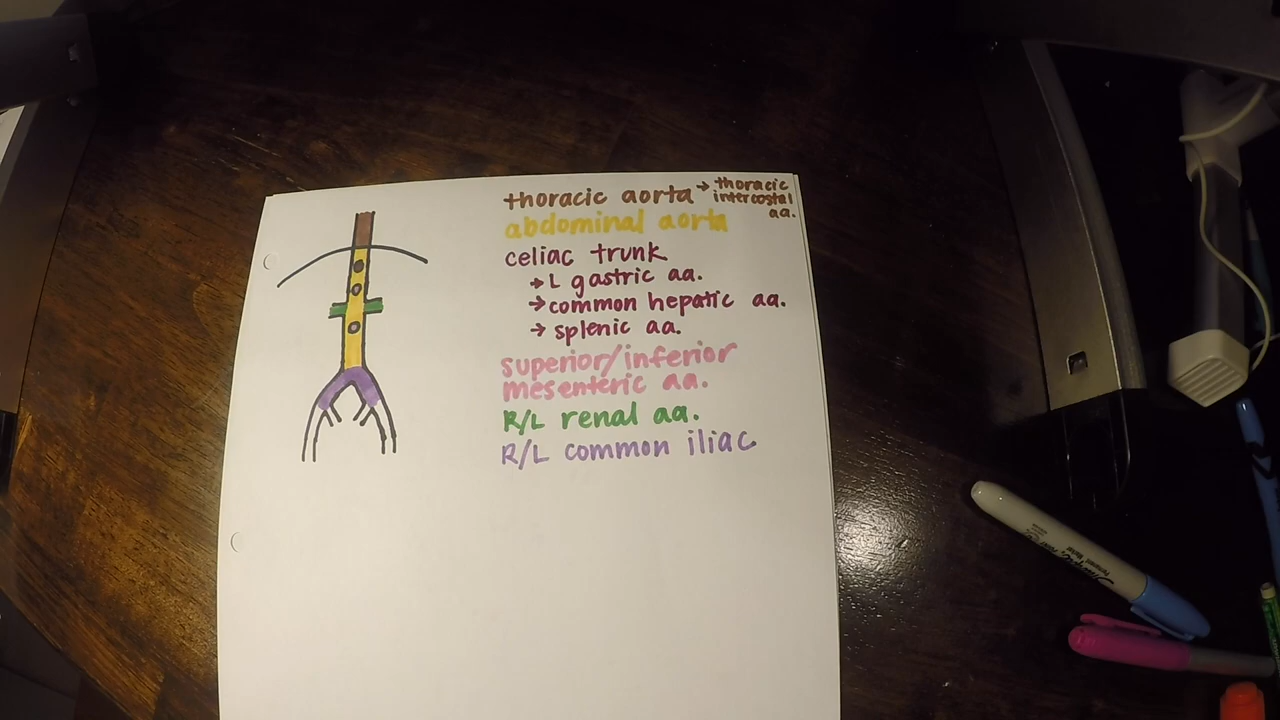 thoracic aorta → thoracic
intercostal
aa.
abdominal aorta
celiac trunk
→ L gastric aa.
→ common hepatic aa.
→ splenic aa.
superior/inferior
mesenteric aa.
R/L renal aa.
R/L common iliac